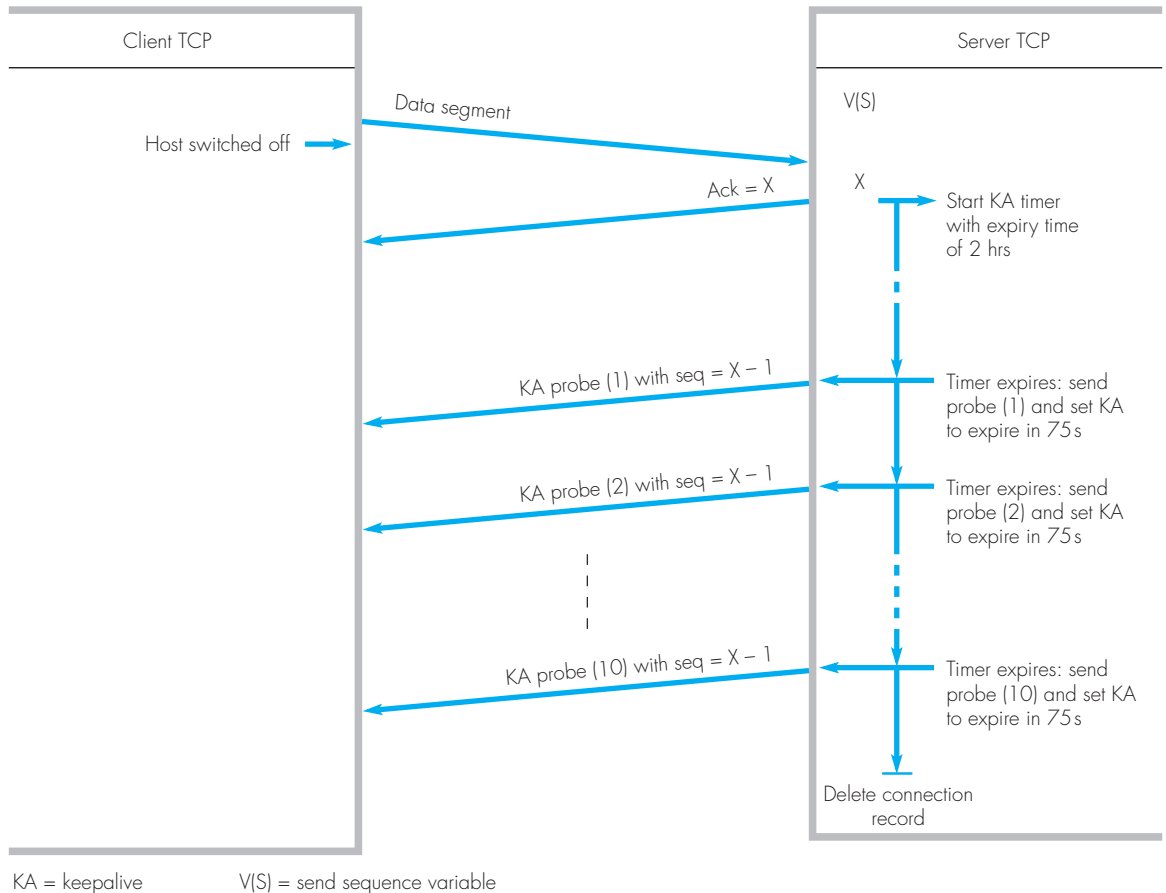 Client TCP
Server TCP
V(S)
Data segment
Host switched off
Ack = X
X
Start KA timer
with expiry time
of 2 hrs
KA probe (1) with seq = X – 1
Timer expires: send
probe (1) and set KA
to expire in 75s
KA probe (2) with seq = X – 1
Timer expires: send
probe (2) and set KA
to expire in 75s
KA probe (10) with seq = X – 1
Timer expires: send
probe (10) and set KA
to expire in 75s
Delete connection
record
KA = keepalive
V(S) = send sequence variable